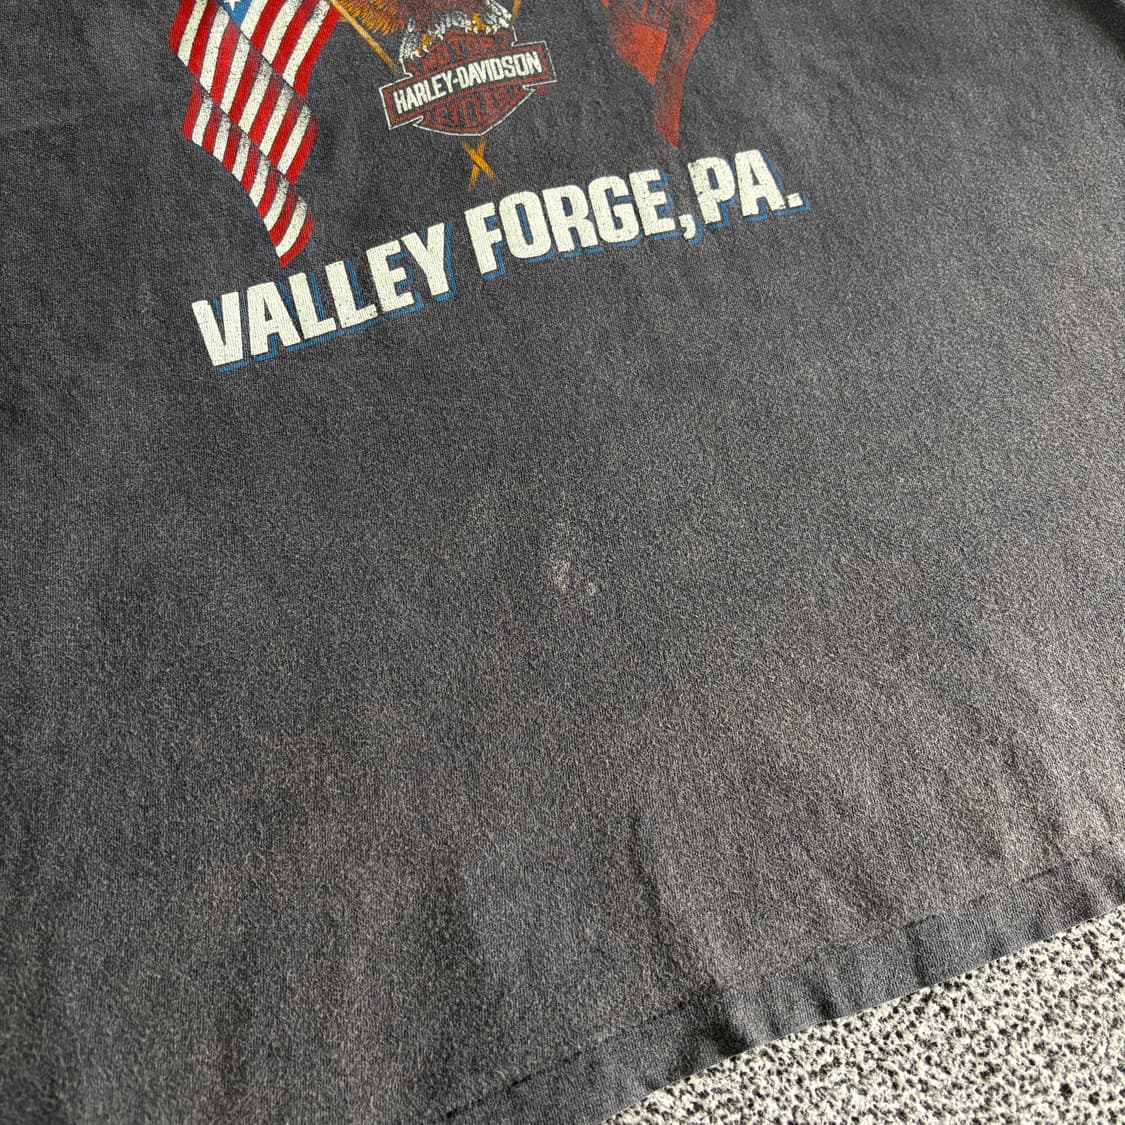 MOTOR
HARLEY-DAVIDSON
CYCLES
VALLEY FORGE, PA.